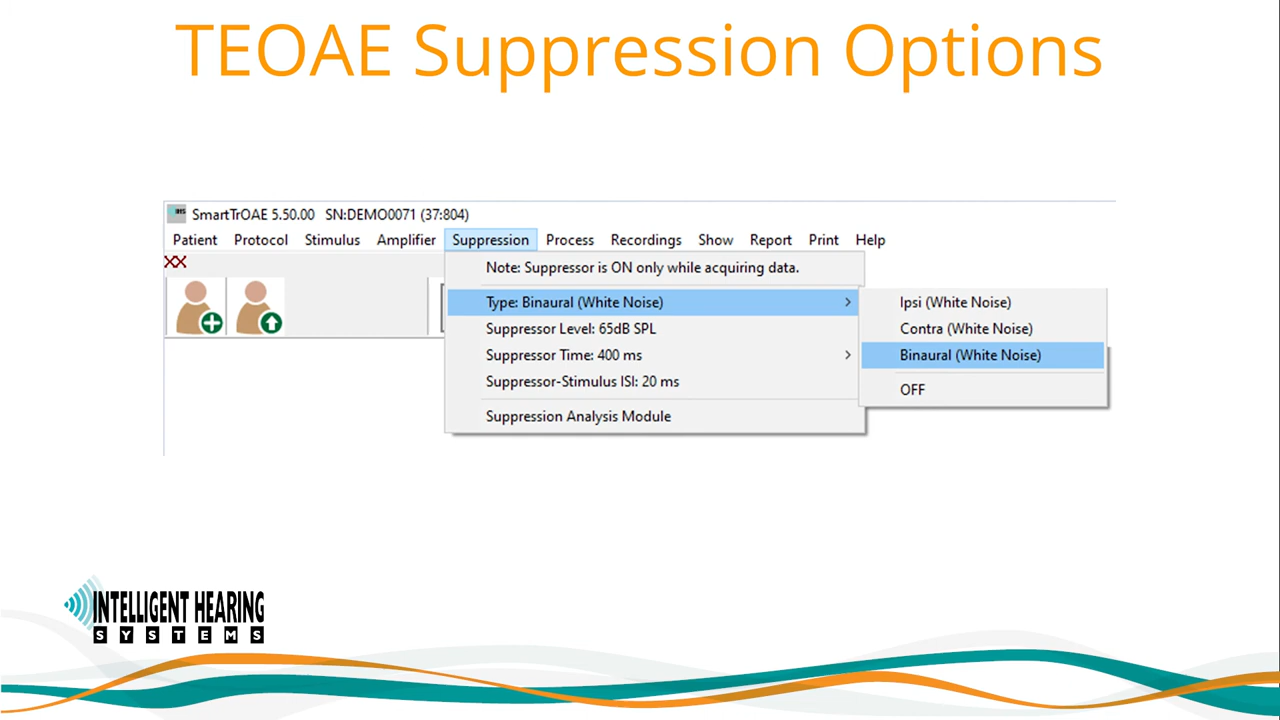 TEOAE Suppression Options
SmartTrOAE 5.50.00 SN:DEMO0071 (37:804)
Patient Protocol Stimulus Amplifier Suppression Process Recordings Show Report Print Help
XX
Note: Suppressor is ON only while acquiring data.
Type: Binaural (White Noise)
Suppressor Level: 65dB SPL
Suppressor Time: 400 ms
Suppressor-Stimulus ISI: 20 ms
Suppression Analysis Module
Ipsi (White Noise)
Contra (White Noise)
Binaural (White Noise)
OFF
INTELLIGENT HEARING
SYSTEMS